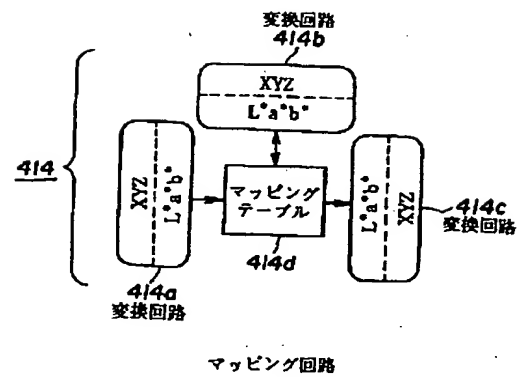 変換回路
414b
XYZ
L*a*b*
414
XYZ
L*a*b*
マッピング
テーブル
L*a*b*
XYZ
414c
変換回路
414d
414a
変換回路
マッピング回路